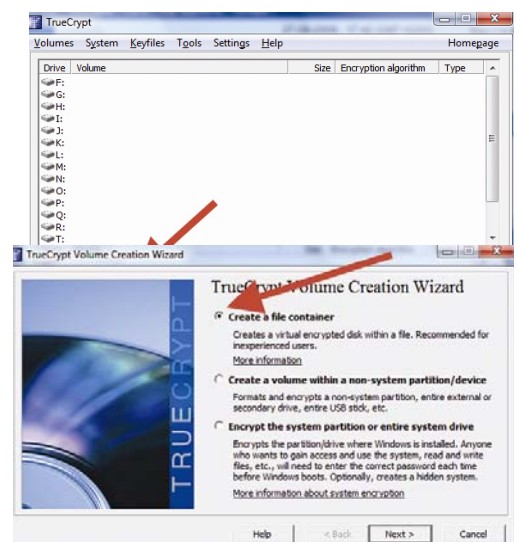 TrueCrypt
Volumes System Keyfiles Tools Settings Help Homepage
Drive Volume Size Encryption algorithm Type
F:
G:
H:
I:
J:
K:
L:
M:
N:
O:
P:
Q:
R:
T:
TrueCrypt Volume Creation Wizard
TRUECRYPT
TrueCrypt Volume Creation Wizard
Create a file container
Creates a virtual encrypted disk within a file. Recommended for
inexperienced users.
More information
Create a volume within a non-system partition/device
Formats and encrypts a non-system partition, entire external or
secondary drive, entire USB stick, etc.
Encrypt the system partition or entire system drive
Encrypts the partition/drive where Windows is installed. Anyone
who wants to gain access and use the system, read and write
files, etc., will need to enter the correct password each time
before Windows boots. Optionally, creates a hidden system.
More information about system encryption
Help < Back Next > Cancel